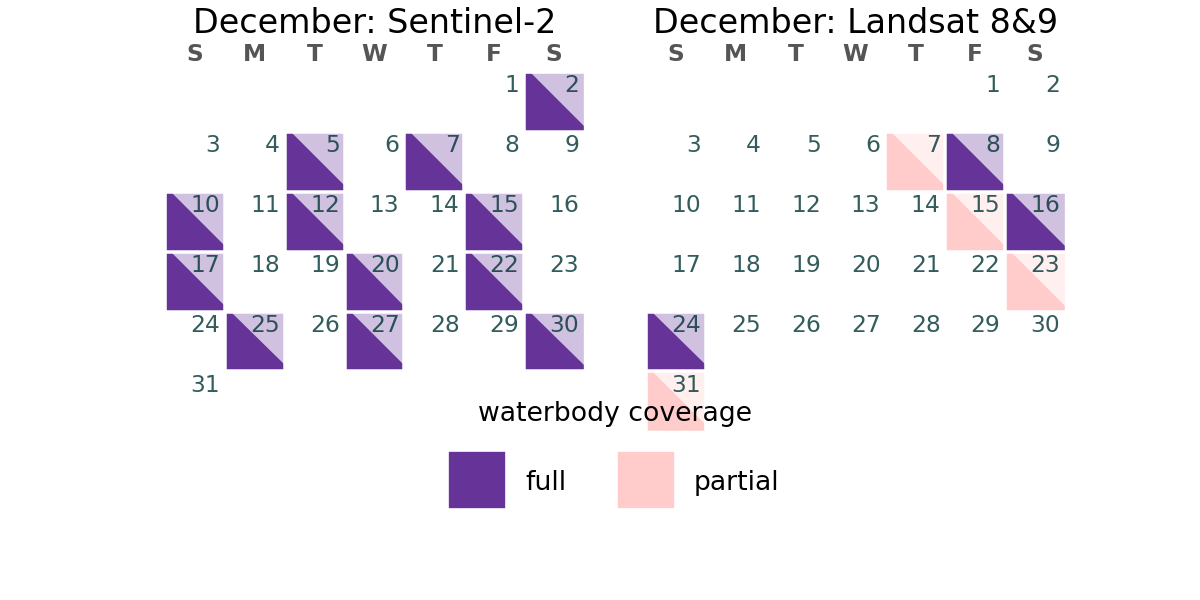 December: Sentinel-2
S M T W T F S
1 2
3 4 5 6 7 8 9
10 11 12 13 14 15 16
17 18 19 20 21 22 23
24 25 26 27 28 29 30
31
December: Landsat 8&9
S M T W T F S
1 2
3 4 5 6 7 8 9
10 11 12 13 14 15 16
17 18 19 20 21 22 23
24 25 26 27 28 29 30
31
waterbody coverage
full partial